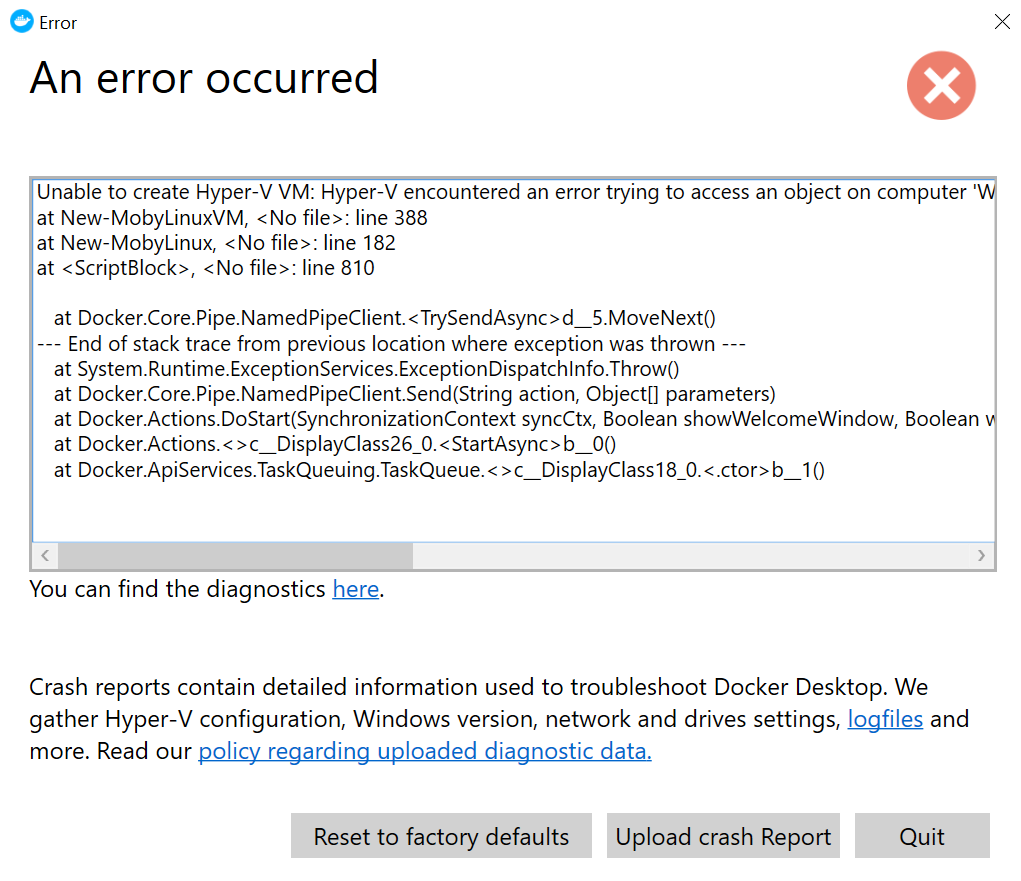 Error
An error occurred
Unable to create Hyper-V VM: Hyper-V encountered an error trying to access an object on computer 'W
at New-MobyLinuxVM, <No file>: line 388
at New-MobyLinux, <No file>: line 182
at <ScriptBlock>, <No file>: line 810
at Docker.Core.Pipe.NamedPipeClient.<TrySendAsync>d__5.MoveNext()
--- End of stack trace from previous location where exception was thrown ---
at System.Runtime.ExceptionServices.ExceptionDispatchInfo.Throw()
at Docker.Core.Pipe.NamedPipeClient.Send(String action, Object[] parameters)
at Docker.Actions.DoStart(SynchronizationContext syncCtx, Boolean showWelcomeWindow, Boolean w
at Docker.Actions.<>c__DisplayClass26_0.<StartAsync>b__0()
at Docker.ApiServices.TaskQueuing.TaskQueue.<>c__DisplayClass18_0.<.ctor>b__1()
You can find the diagnostics here.
Crash reports contain detailed information used to troubleshoot Docker Desktop. We
gather Hyper-V configuration, Windows version, network and drives settings, logfiles and
more. Read our policy regarding uploaded diagnostic data.
Reset to factory defaults
Upload crash Report
Quit